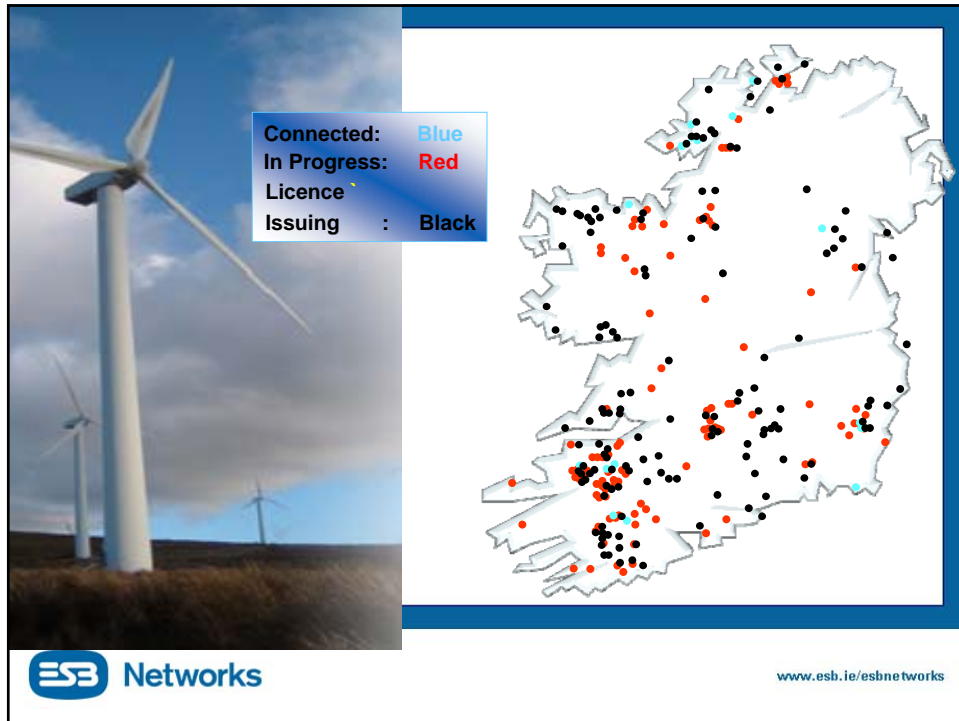 Connected: Blue
In Progress: Red
Licence `
Issuing : Black
ESB Networks
www.esb.ie/esbnetworks